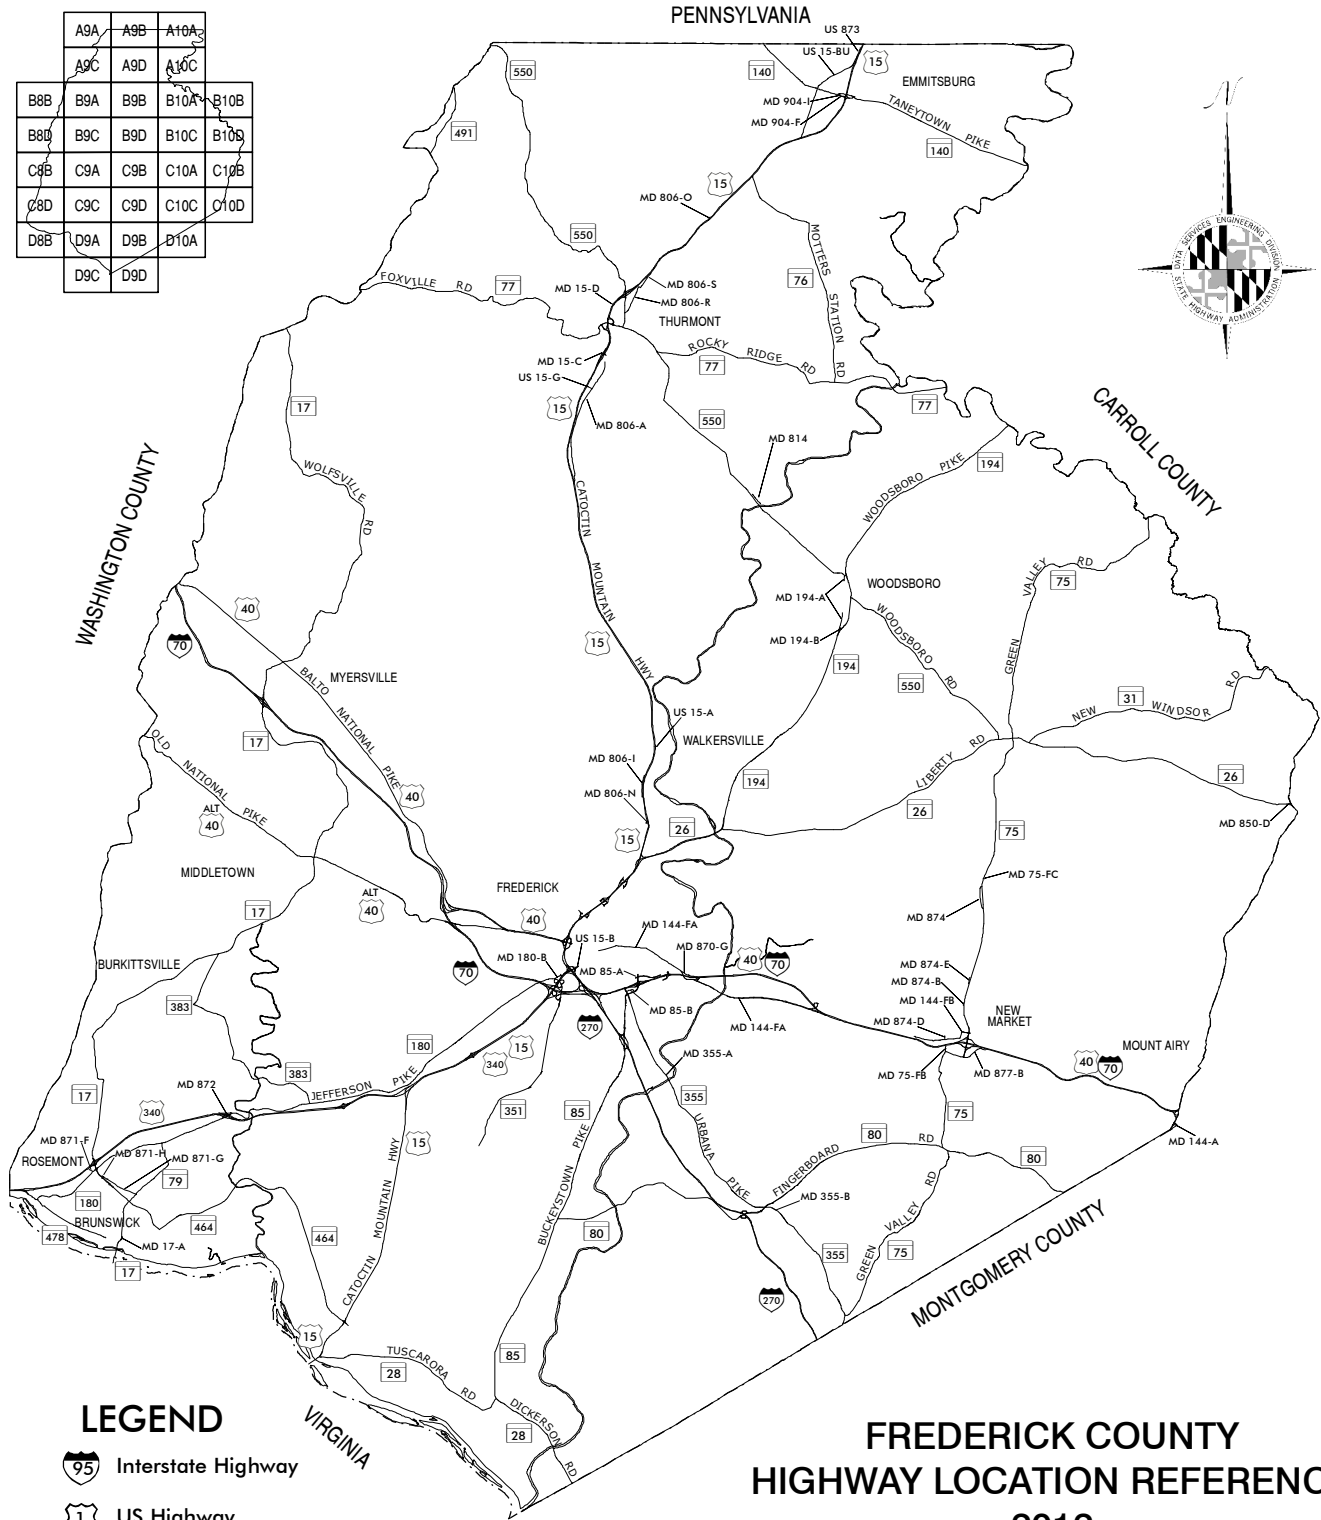 PENNSYLVANIA
US 873
US 15-BU
15
EMMITSBURG
A9A A9B A10A
A9C A9D A10C
B8B B9A B9B B10A B10B
B8D B9C B9D B10C B10D
C8B C9A C9B C10A C10B
C8D C9C C9D C10C C10D
D8B D9A D9B D10A
D9C D9D
550
140
MD 904-I
MD 904-F
TANEYTOWN PIKE
140
491
15
MD 806-O
550
MOTTERS STATION RD
76
DATA SERVICES ENGINEERING DIVISION
STATE HIGHWAY ADMINISTRATION
FOXVILLE RD
77
MD 15-D
MD 806-S
MD 806-R
THURMONT
MD 15-C
US 15-G
ROCKY RIDGE RD
77
77
15
MD 806-A
550
17
MD 814
WOODSBORO PIKE
194
CARROLL COUNTY
WASHINGTON COUNTY
WOLFSVILLE RD
CATOCTIN MOUNTAIN HWY
GREEN VALLEY RD
75
WOODSBORO
MD 194-A
MD 194-B
WOODSBORO RD
40
70
15
194
550
BALTO NATIONAL PIKE
MYERSVILLE
31
NEW WINDSOR RD
US 15-A
WALKERSVILLE
17
OLD NATIONAL PIKE
MD 806-I
MD 806-N
194
LIBERTY RD
26
26
40
ALT
40
15
26
75
MD 850-D
MIDDLETOWN
MD 75-FC
MD 874
ALT
40
FREDERICK
40
17
US 15-B
MD 144-FA
MD 870-G
MD 180-B
MD 85-A
40
70
BURKITTSVILLE
70
MD 874-E
MD 874-B
MD 144-FB
MD 874-D
NEW
MARKET
383
MD 85-B
MD 144-FA
270
180
15
340
MOUNT AIRY
40
70
MD 355-A
MD 75-FB
MD 877-B
383
MD 872
JEFFERSON PIKE
17
340
351
85
355
75
MD 144-A
MD 871-F
ROSEMONT
MD 871-H
MD 871-G
CATOCTIN MOUNTAIN HWY
15
URBANA PIKE
80
FINGERBOARD RD
80
79
180
BRUNSWICK
464
478
MD 17-A
17
464
BUCKEYSTOWN PIKE
80
MD 355-B
355
GREEN VALLEY RD
75
MONTGOMERY COUNTY
270
15
TUSCARORA RD
28
85
DICKERSON RD
28
VIRGINIA
LEGEND
95 Interstate Highway
1 US Highway
FREDERICK COUNTY
HIGHWAY LOCATION REFERENC